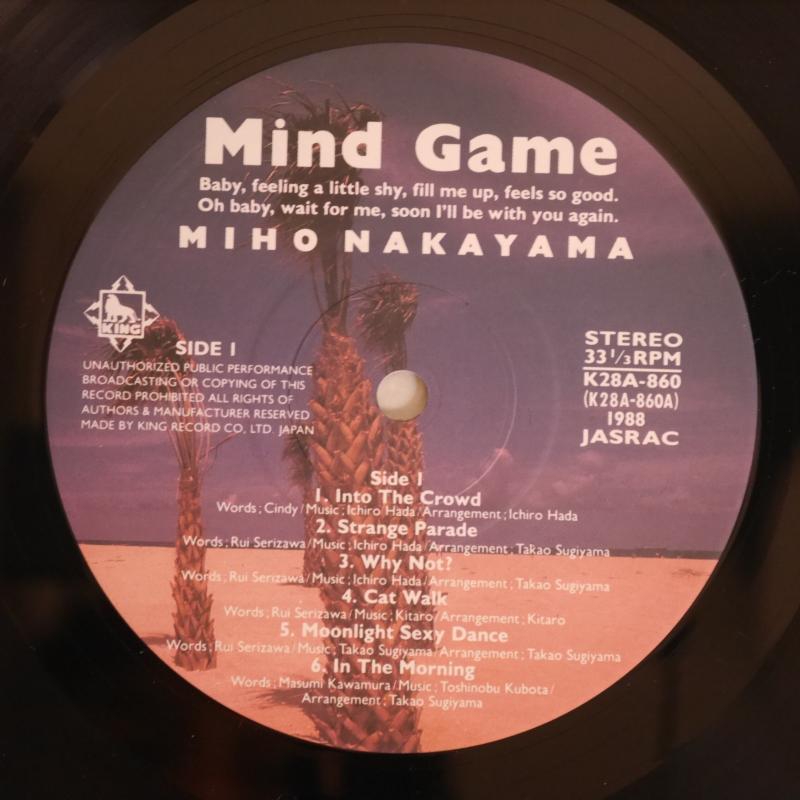 Mind Game
Baby, feeling a little shy, fill me up, feels so good.
Oh baby, wait for me, soon I'll be with you again.
MIHO NAKAYAMA
KING
SIDE I
UNAUTHORIZED PUBLIC PERFORMANCE
BROADCASTING OR COPYING OF THIS
RECORD PROHIBITED ALL RIGHTS OF
AUTHORS & MANUFACTURER RESERVED
MADE BY KING RECORD CO, LTD. JAPAN
STEREO
33 1/3 RPM
K28A-860
(K28A-860A)
1988
JASRAC
Side I
1. Into The Crowd
Words ; Cindy / Music ; Ichiro Hada / Arrangement ; Ichiro Hada
2. Strange Parade
Words ; Rui Serizawa / Music ; Ichiro Hada / Arrangement ; Takao Sugiyama
3. Why Not?
Words ; Rui Serizawa / Music ; Ichiro Hada / Arrangement ; Takao Sugiyama
4. Cat Walk
Words ; Rui Serizawa / Music ; Kitaro / Arrangement ; Kitaro
5. Moonlight Sexy Dance
Words ; Rui Serizawa / Music ; Takao Sugiyama / Arrangement ; Takao Sugiyama
6. In The Morning
Words ; Masumi Kawamura / Music ; Toshinobu Kubota /
Arrangement ; Takao Sugiyama